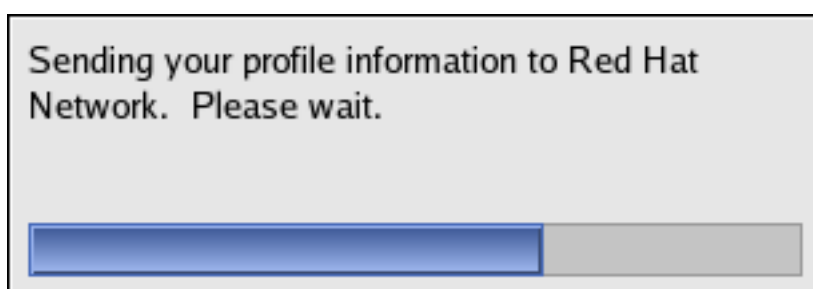 Sending your profile information to Red Hat
Network.  Please wait.